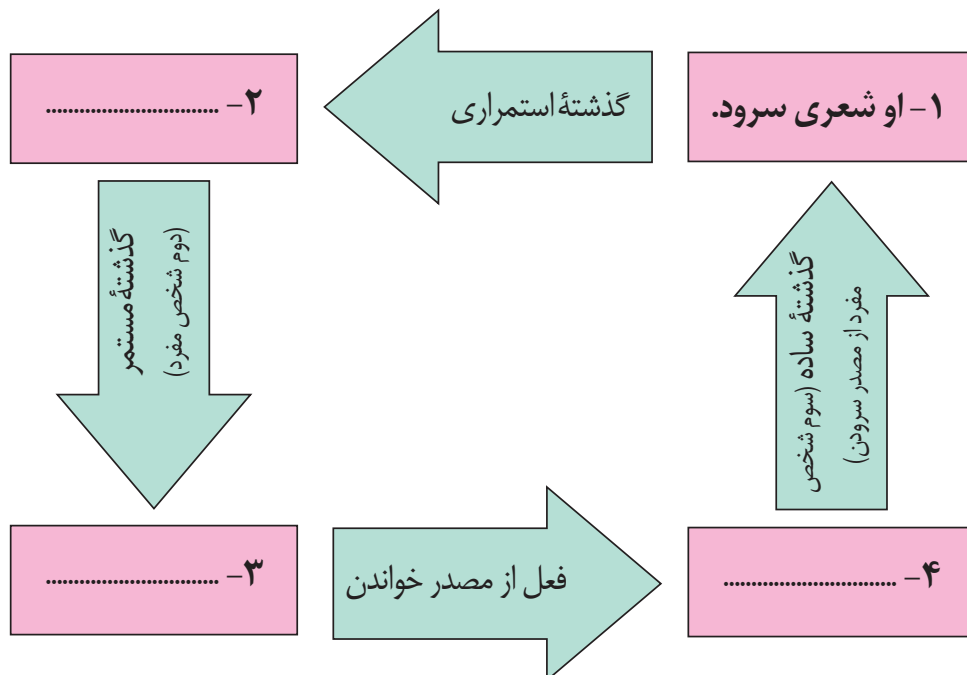 ۱- او شعری سرود.
گذشتهٔ استمراری
۲- ..............................
گذشتهٔ مستمر
(دوم شخص مفرد)
۳- ..............................
فعل از مصدر خواندن
۴- ..............................
گذشتهٔ ساده (سوم شخص
مفرد از مصدر سرودن)